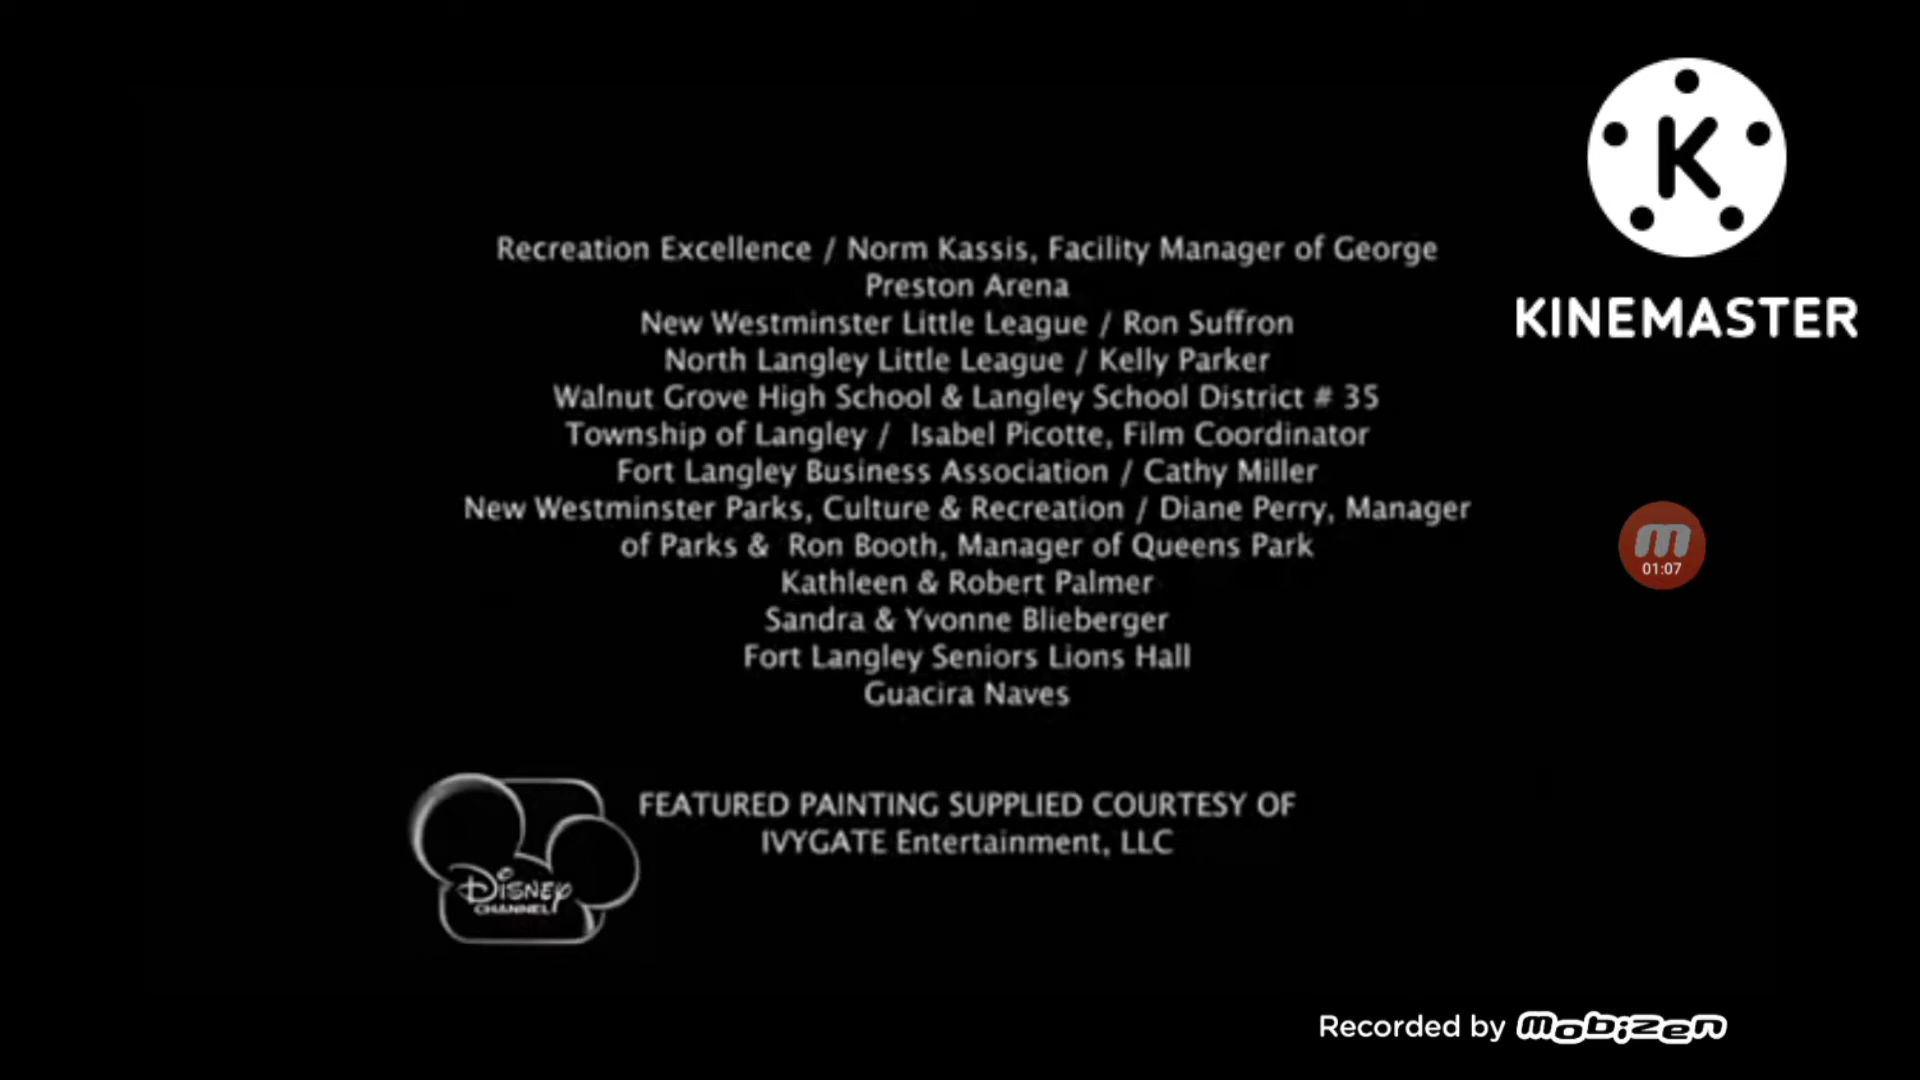 K
KINEMASTER
Recreation Excellence / Norm Kassis, Facility Manager of George
Preston Arena
New Westminster Little League / Ron Suffron
North Langley Little League / Kelly Parker
Walnut Grove High School & Langley School District # 35
Township of Langley / Isabel Picotte, Film Coordinator
Fort Langley Business Association / Cathy Miller
New Westminster Parks, Culture & Recreation / Diane Perry, Manager
of Parks & Ron Booth, Manager of Queens Park
m
01:07
Kathleen & Robert Palmer
Sandra & Yvonne Blieberger
Fort Langley Seniors Lions Hall
Guacira Naves
FEATURED PAINTING SUPPLIED COURTESY OF
IVYGATE Entertainment, LLC
DISNEY
CHANNEL
Recorded by mobizen